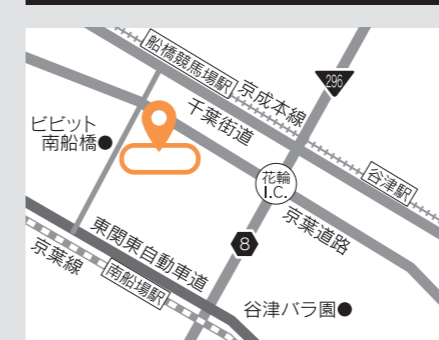 船橋競馬場駅
京成本線
296
千葉街道
ビビット
南船橋●
谷津駅
花輪
I.C.
京葉道路
8
東関東自動車道
京葉線
南船場駅
谷津バラ園●